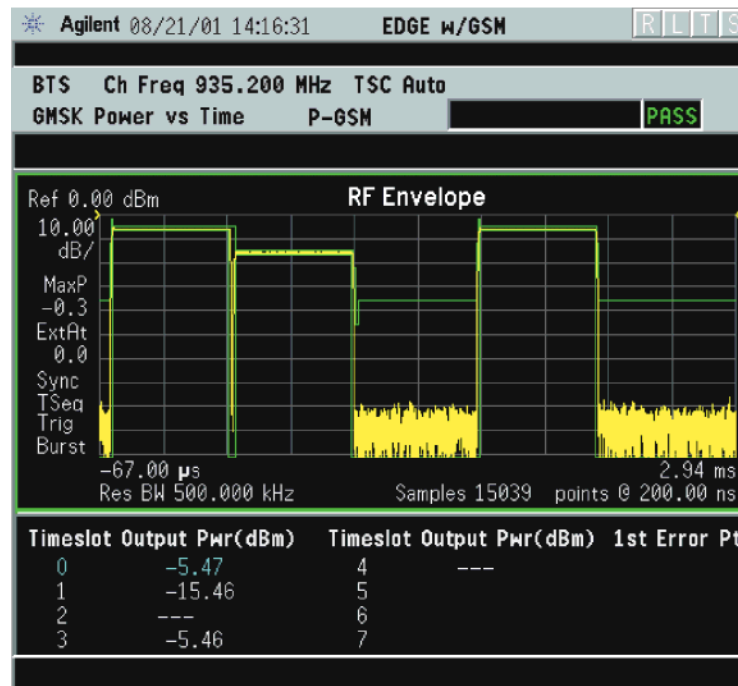 Agilent 08/21/01 14:16:31 EDGE w/GSM R L T S
BTS Ch Freq 935.200 MHz TSC Auto
GMSK Power vs Time P-GSM PASS
Ref 0.00 dBm RF Envelope
10.00
dB/
MaxP
-0.3
ExtAt
0.0
Sync
TSeq
Trig
Burst
-67.00 µs 2.94 ms
Res BW 500.000 kHz Samples 15039 points @ 200.00 ns
Timeslot Output Pwr(dBm) Timeslot Output Pwr(dBm) 1st Error Pt
0 -5.47 4 ---
1 -15.46 5
2 --- 6
3 -5.46 7